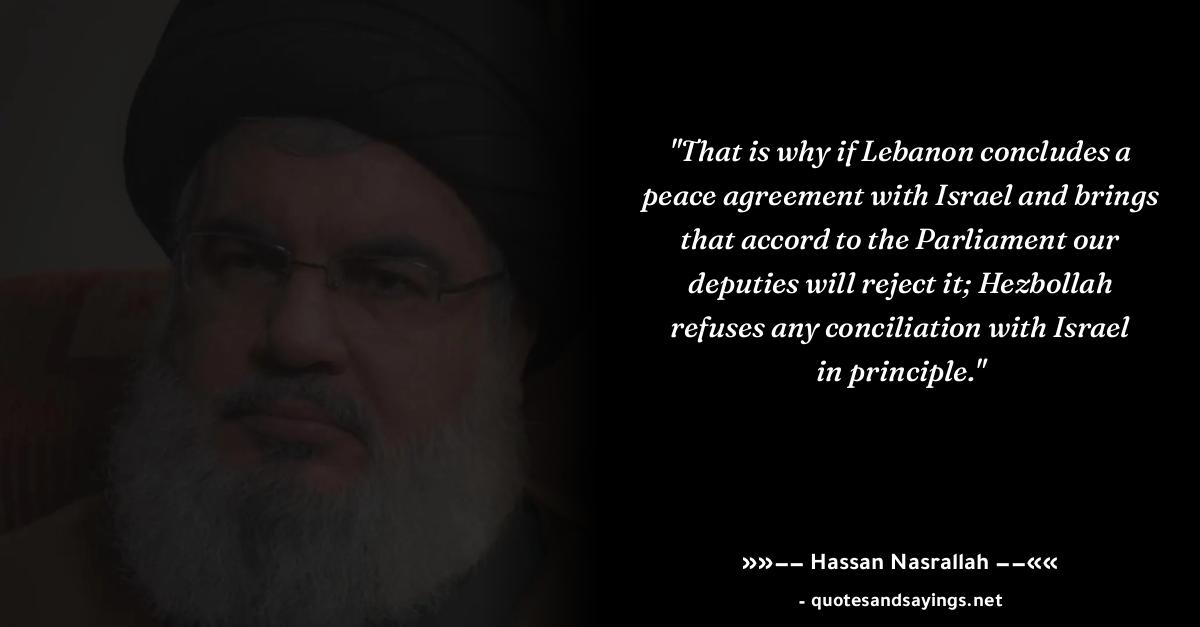 "That is why if Lebanon concludes a
peace agreement with Israel and brings
that accord to the Parliament our
deputies will reject it; Hezbollah
refuses any conciliation with Israel
in principle."
»»−− Hassan Nasrallah −−««
- quotesandsayings.net